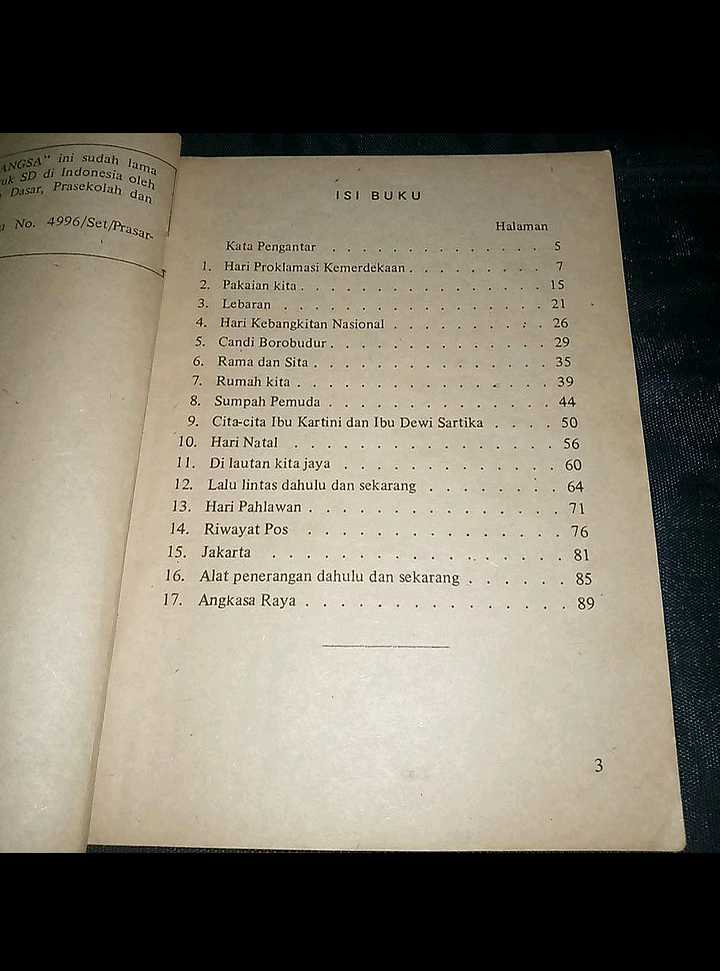 ANGSA" ini sudah lama
uk SD di Indonesia oleh
Dasar, Prasekolah dan
No. 4996/Set/Prasar-
ISI BUKU
Halaman
Kata Pengantar . . . . . . . . . . . . . . 5
1. Hari Proklamasi Kemerdekaan . . . . . . . . . 7
2. Pakaian kita . . . . . . . . . . . . . . . 15
3. Lebaran . . . . . . . . . . . . . . . . 21
4. Hari Kebangkitan Nasional . . . . . . . . . . 26
5. Candi Borobudur . . . . . . . . . . . . . 29
6. Rama dan Sita . . . . . . . . . . . . . . 35
7. Rumah kita . . . . . . . . . . . . . . . 39
8. Sumpah Pemuda . . . . . . . . . . . . . 44
9. Cita-cita Ibu Kartini dan Ibu Dewi Sartika . . . . 50
10. Hari Natal . . . . . . . . . . . . . . . 56
11. Di lautan kita jaya . . . . . . . . . . . . 60
12. Lalu lintas dahulu dan sekarang . . . . . . . . 64
13. Hari Pahlawan . . . . . . . . . . . . . . 71
14. Riwayat Pos . . . . . . . . . . . . . . 76
15. Jakarta . . . . . . . . . . . . . . . . 81
16. Alat penerangan dahulu dan sekarang . . . . . . 85
17. Angkasa Raya . . . . . . . . . . . . . . 89
3